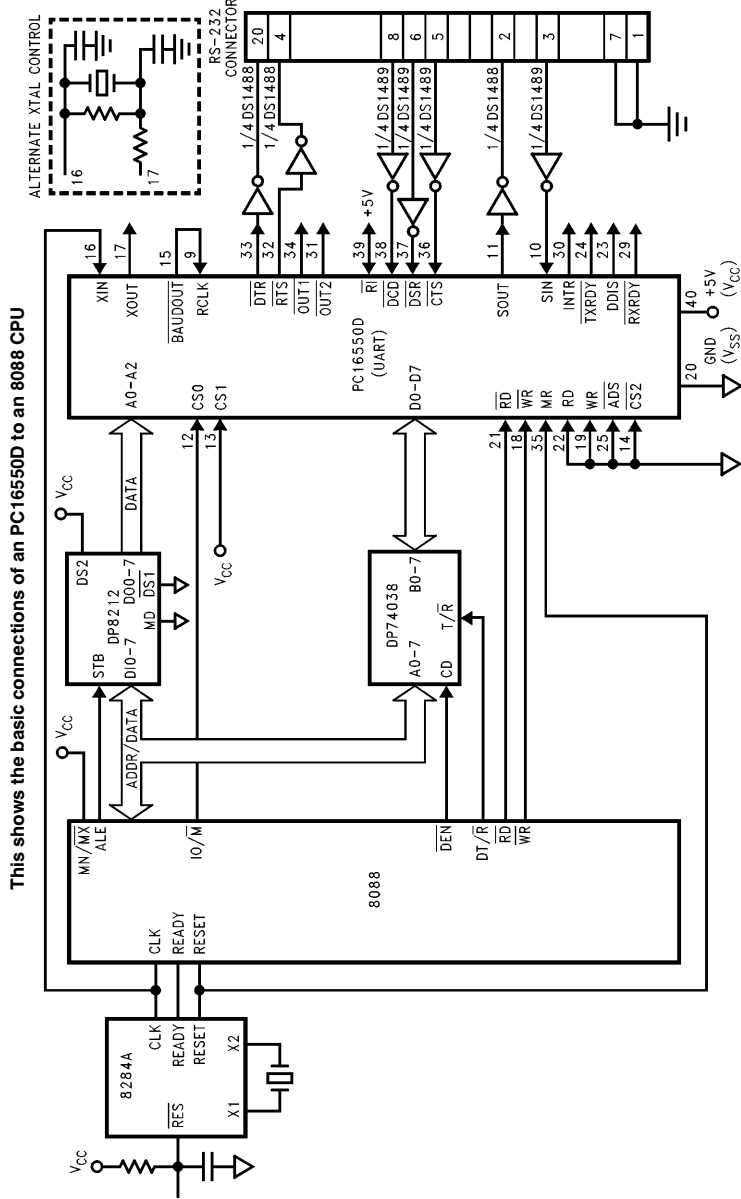 This shows the basic connections of an PC16550D to an 8088 CPU
ALTERNATE XTAL CONTROL
16
17
RS-232
CONNECTOR
20
4
8
6
5
2
3
7
1
1/4 DS1488
1/4 DS1488
1/4 DS1489
1/4 DS1489
1/4 DS1489
1/4 DS1488
1/4 DS1489
+5V
16
17
15
9
33
32
34
31
39
38
37
36
11
10
30
24
23
29
XIN
XOUT
BAUDOUT
RCLK
DTR
RTS
OUT1
OUT2
RI
DCD
DSR
CTS
SOUT
SIN
INTR
TXRDY
DDIS
RXRDY
PC16550D
(UART)
A0-A2
CS0
CS1
D0-D7
RD
WR
MR
RD
WR
ADS
CS2
12
13
21
18
35
22
19
25
14
20
GND
(VSS)
40
+5V
(VCC)
VCC
DATA
VCC
DS2
DP8212
DO0-7
DS1
MD
STB
DI0-7
DP74038
B0-7
T/R
A0-7
CD
VCC
ADDR/DATA
MN/MX
ALE
IO/M
DEN
DT/R
RD
WR
8088
CLK
READY
RESET
8284A
CLK
READY
RESET
RES
X1
X2
VCC